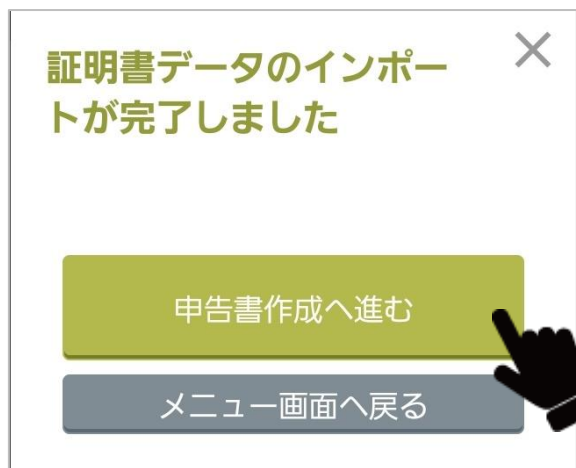 証明書データのインポー
トが完了しました
申告書作成へ進む
メニュー画面へ戻る